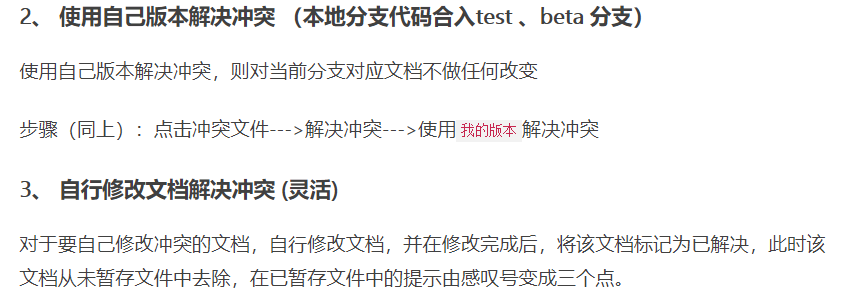 2、 使用自己版本解决冲突 （本地分支代码合入test 、beta 分支）
使用自己版本解决冲突，则对当前分支对应文档不做任何改变
步骤（同上）：点击冲突文件--->解决冲突--->使用 我的版本 解决冲突
3、 自行修改文档解决冲突 (灵活)
对于要自己修改冲突的文档，自行修改文档，并在修改完成后，将该文档标记为已解决，此时该
文档从未暂存文件中去除，在已暂存文件中的提示由感叹号变成三个点。